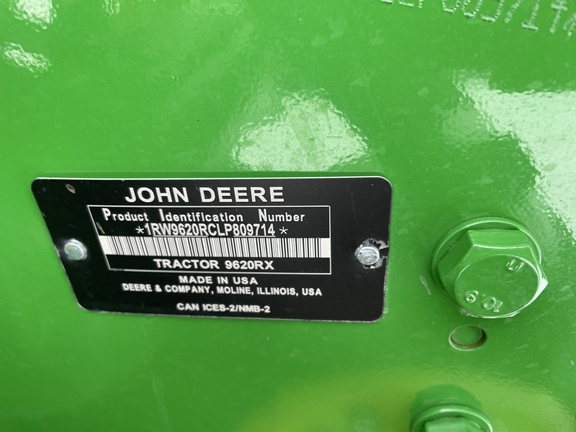 JOHN DEERE
Product Identification Number
*1RW9620RCLP809714*
TRACTOR 9620RX
MADE IN USA
DEERE & COMPANY, MOLINE, ILLINOIS, USA
CAN ICES-2/NMB-2
10.9